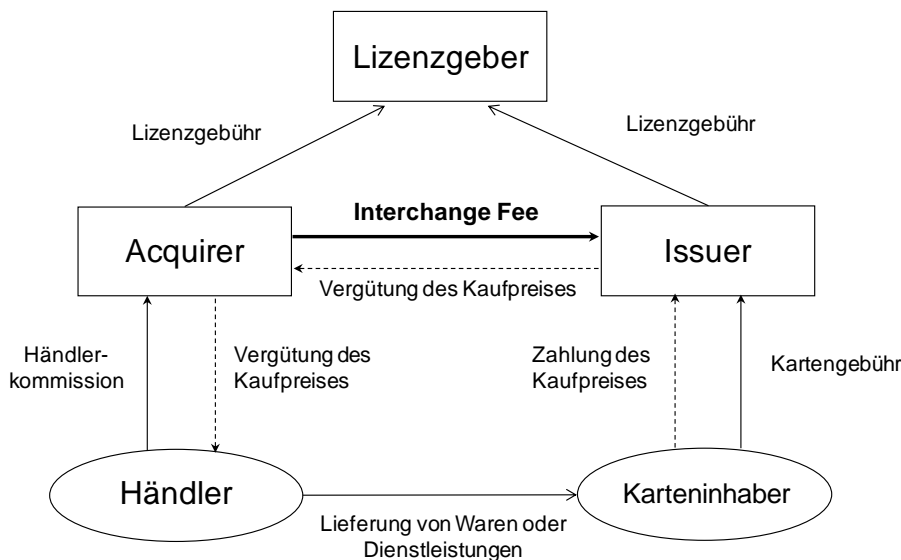 Lizenzgeber
Lizenzgebühr
Lizenzgebühr
Interchange Fee
Acquirer
Issuer
Vergütung des Kaufpreises
Händler-
kommission
Vergütung des
Kaufpreises
Zahlung des
Kaufpreises
Kartengebühr
Händler
Karteninhaber
Lieferung von Waren oder
Dienstleistungen